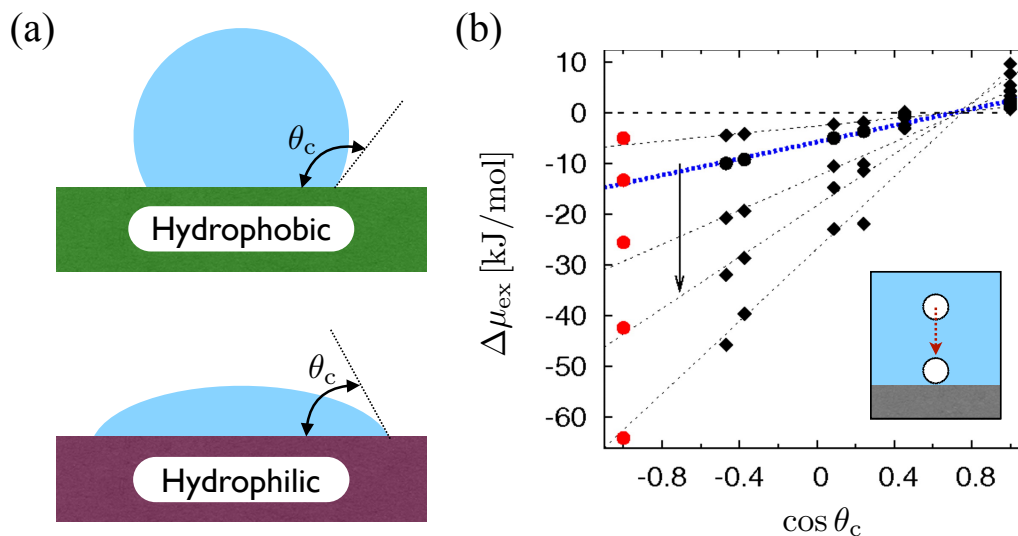 (a)
θc
Hydrophobic
θc
Hydrophilic
(b)
Δμex [kJ/mol]
10
0
-10
-20
-30
-40
-50
-60
-0.8
-0.4
0
0.4
0.8
cos θc